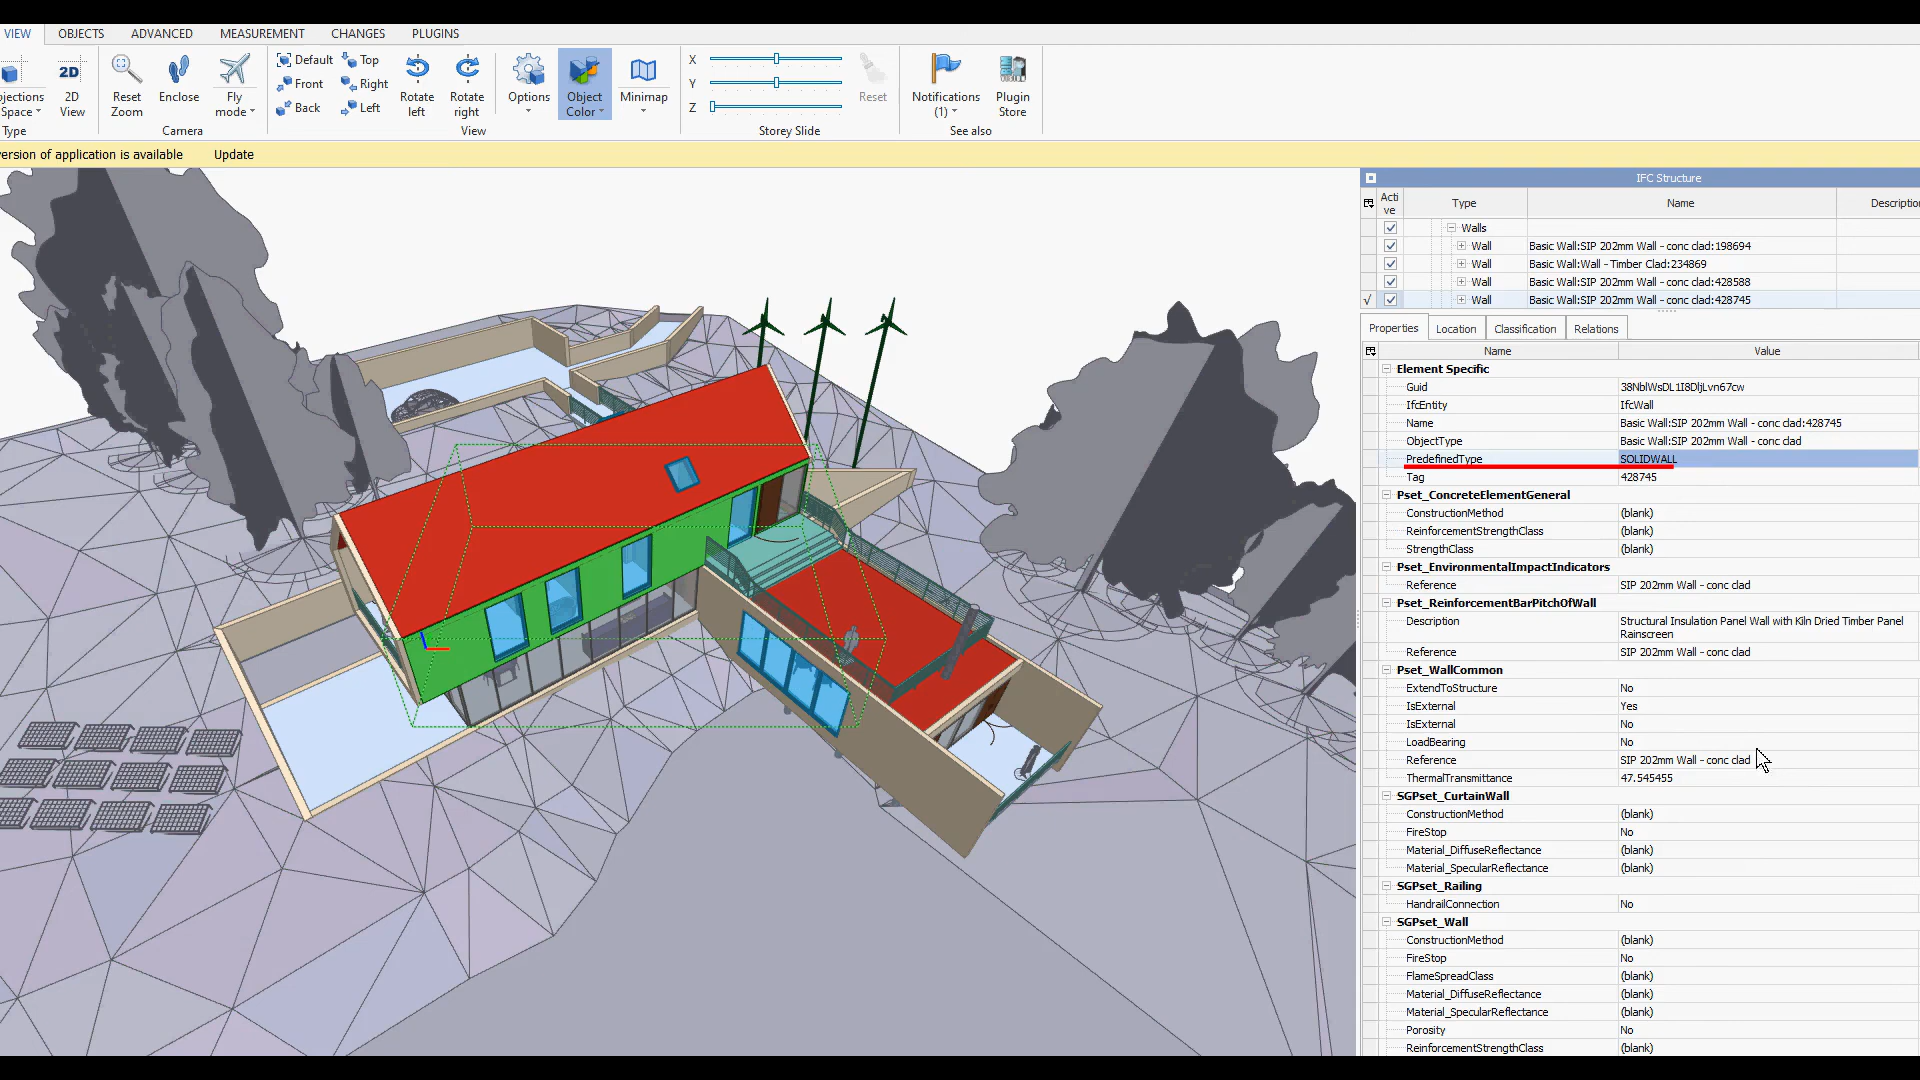 VIEW OBJECTS ADVANCED MEASUREMENT CHANGES PLUGINS
Default Top X
2D Front Right Y
Back Left Z
ojections 2D Reset Enclose Fly Rotate Rotate Options Object Minimap Reset Notifications Plugin
Space View Zoom mode left right Color (1) Store
Type Camera View Storey Slide See also
ersion of application is available Update
IFC Structure
Acti
ve Type Name Description
Walls
Wall Basic Wall:SIP 202mm Wall - conc clad:198694
Wall Basic Wall:Wall - Timber Clad:234869
Wall Basic Wall:SIP 202mm Wall - conc clad:428588
√ Wall Basic Wall:SIP 202mm Wall - conc clad:428745
Properties Location Classification Relations
Name Value
Element Specific
Guid 38NblWsDL1I8DljLvn67cw
IfcEntity IfcWall
Name Basic Wall:SIP 202mm Wall - conc clad:428745
ObjectType Basic Wall:SIP 202mm Wall - conc clad
PredefinedType SOLIDWALL
Tag 428745
Pset_ConcreteElementGeneral
ConstructionMethod (blank)
ReinforcementStrengthClass (blank)
StrengthClass (blank)
Pset_EnvironmentalImpactIndicators
Reference SIP 202mm Wall - conc clad
Pset_ReinforcementBarPitchOfWall
Description Structural Insulation Panel Wall with Kiln Dried Timber Panel
Rainscreen
Reference SIP 202mm Wall - conc clad
Pset_WallCommon
ExtendToStructure No
IsExternal Yes
IsExternal No
LoadBearing No
Reference SIP 202mm Wall - conc clad
ThermalTransmittance 47.545455
SGPset_CurtainWall
ConstructionMethod (blank)
FireStop No
Material_DiffuseReflectance (blank)
Material_SpecularReflectance (blank)
SGPset_Railing
HandrailConnection No
SGPset_Wall
ConstructionMethod (blank)
FireStop No
FlameSpreadClass (blank)
Material_DiffuseReflectance (blank)
Material_SpecularReflectance (blank)
Porosity No
ReinforcementStrengthClass (blank)